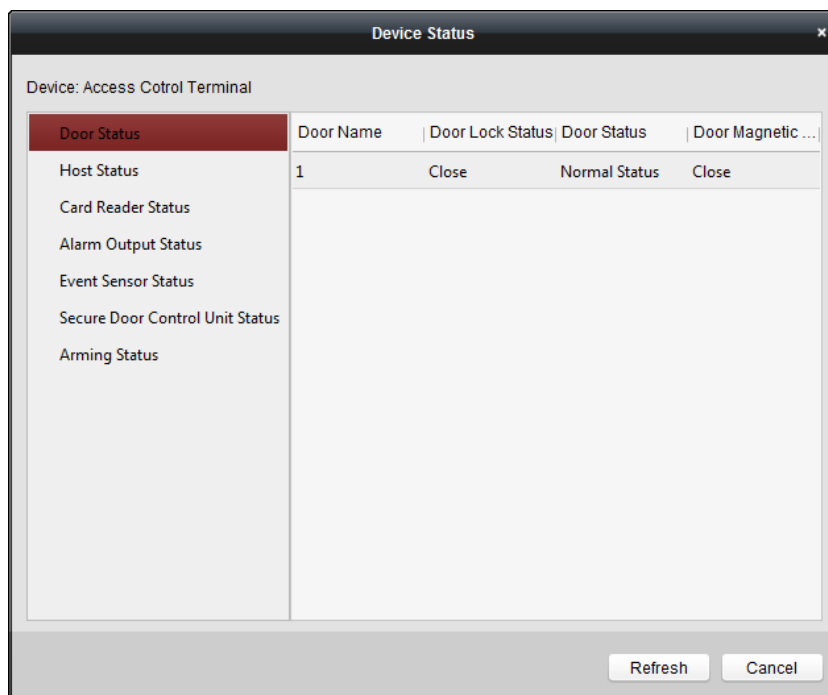 Device Status
×
Device: Access Cotrol Terminal
Door Status
Host Status
Card Reader Status
Alarm Output Status
Event Sensor Status
Secure Door Control Unit Status
Arming Status
Door Name Door Lock Status Door Status Door Magnetic ...
1 Close Normal Status Close
Refresh Cancel